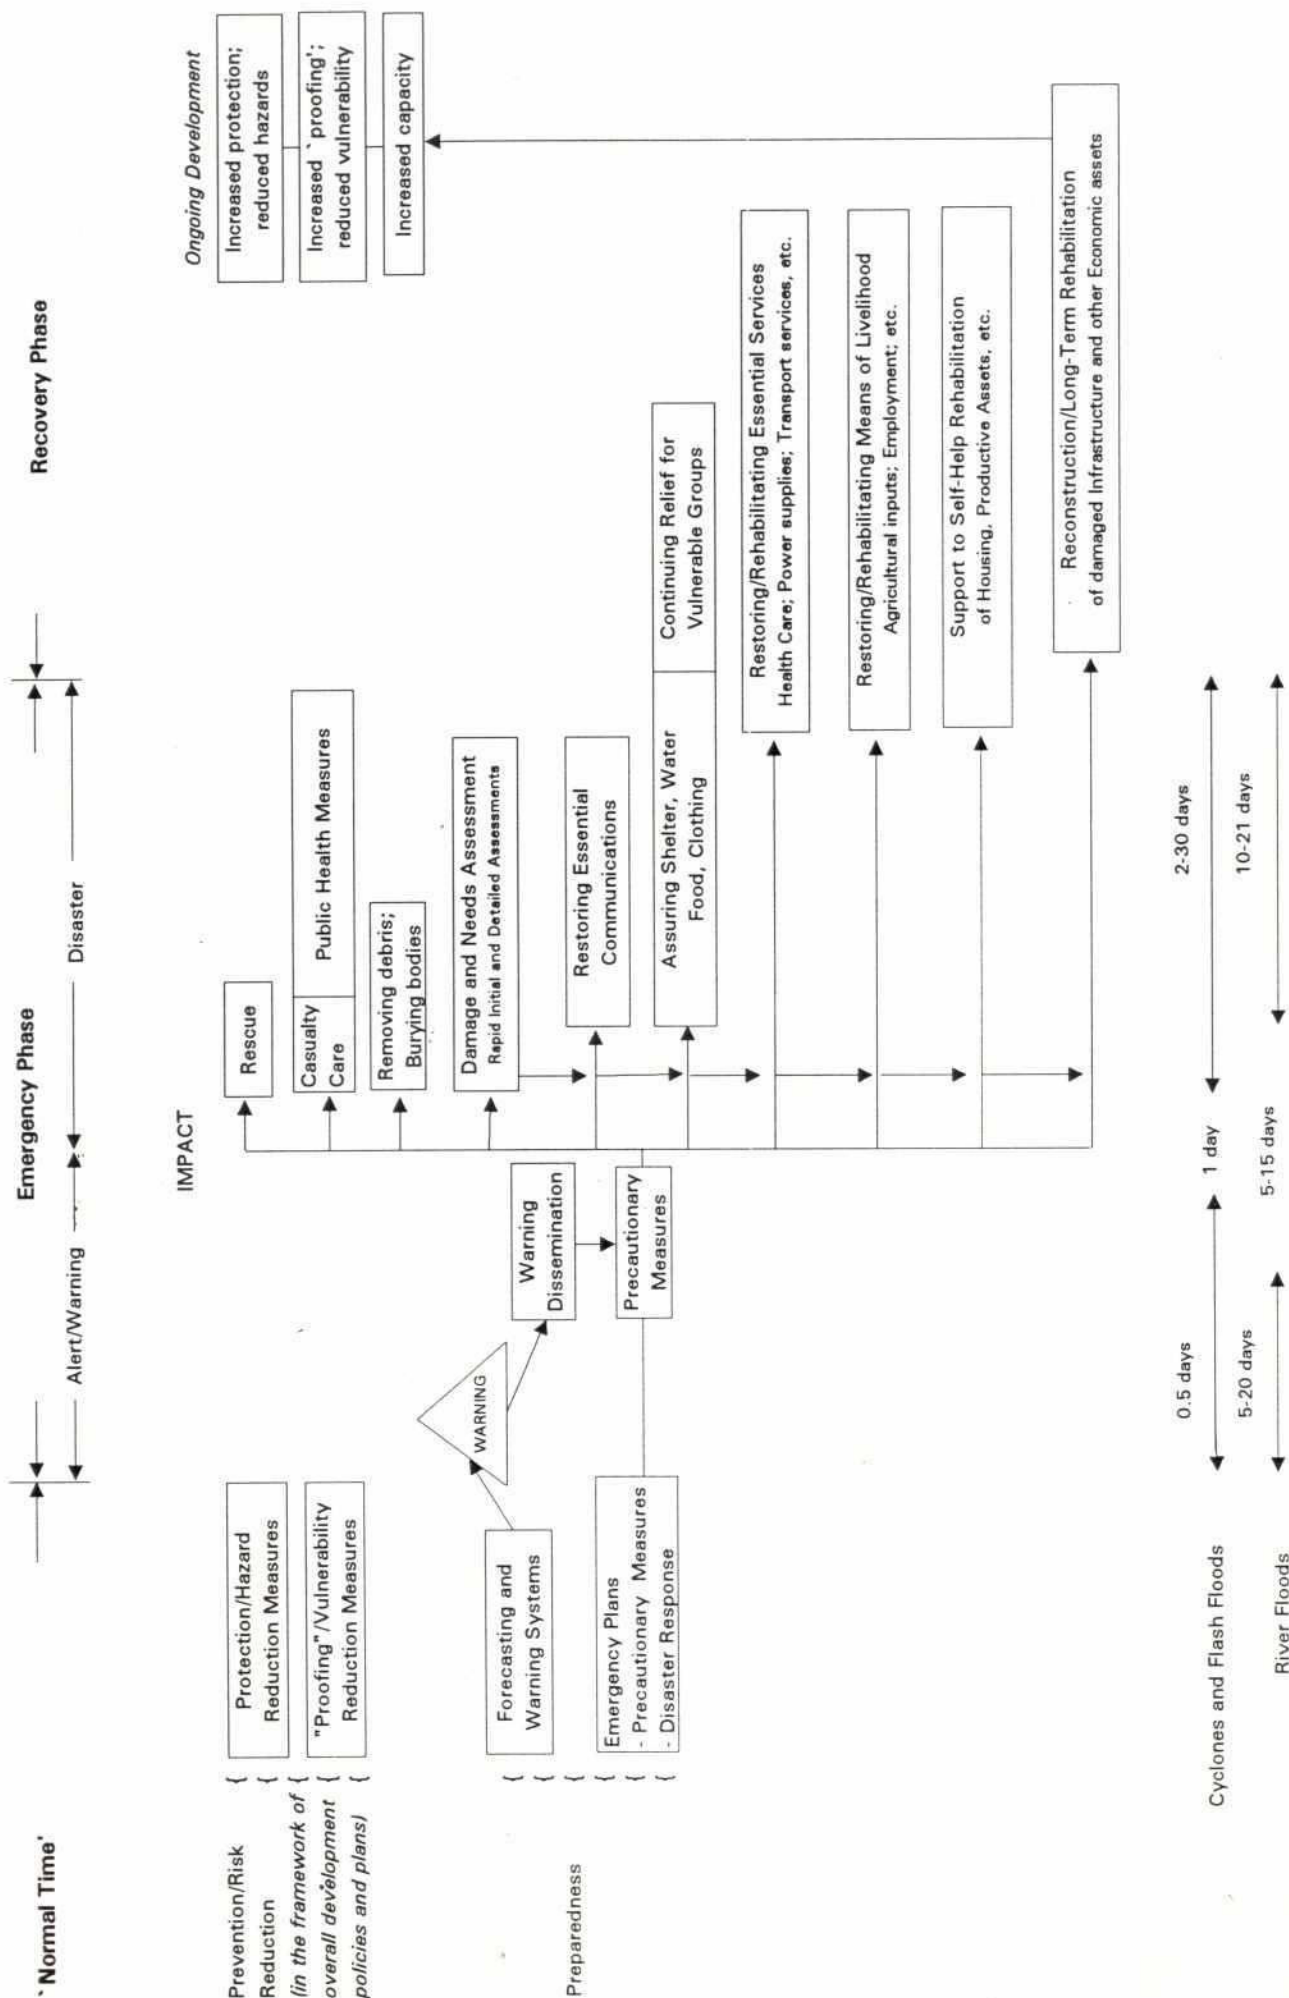 `Normal Time'
Emergency Phase
Recovery Phase
Alert/Warning
Disaster
IMPACT
Ongoing Development
Prevention/Risk {
Reduction {
(in the framework of {
overall development {
policies and plans) {
Protection/Hazard
Reduction Measures
"Proofing"/Vulnerability
Reduction Measures
Rescue
Casualty
Care
Public Health Measures
Removing debris;
Burying bodies
Increased protection;
reduced hazards
Increased `proofing';
reduced vulnerability
Increased capacity
Preparedness
{
{
{
{
{
{
Forecasting and
Warning Systems
Emergency Plans
- Precautionary Measures
- Disaster Response
WARNING
Warning
Dissemination
Precautionary
Measures
Damage and Needs Assessment
Rapid Initial and Detailed Assessments
Restoring Essential
Communications
Assuring Shelter, Water
Food, Clothing
Continuing Relief for
Vulnerable Groups
Restoring/Rehabilitating Essential Services
Health Care; Power supplies; Transport services, etc.
Restoring/Rehabilitating Means of Livelihood
Agricultural inputs; Employment; etc.
Support to Self-Help Rehabilitation
of Housing, Productive Assets, etc.
Reconstruction/Long-Term Rehabilitation
of damaged Infrastructure and other Economic assets
Cyclones and Flash Floods
0.5 days
1 day
2-30 days
River Floods
5-20 days
5-15 days
10-21 days